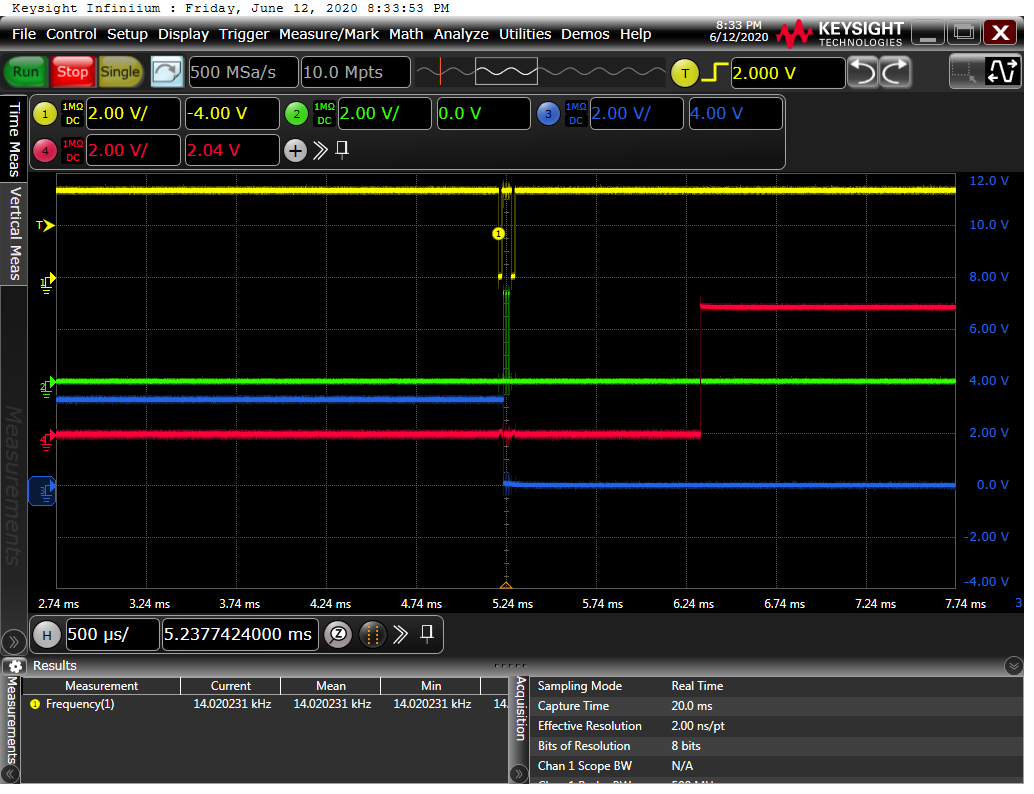 Keysight Infiniium : Friday, June 12, 2020 8:33:53 PM
File Control Setup Display Trigger Measure/Mark Math Analyze Utilities Demos Help
8:33 PM
6/12/2020
KEYSIGHT
TECHNOLOGIES
Run Stop Single 500 MSa/s 10.0 Mpts T 2.000 V
1 1MΩ DC 2.00 V/ -4.00 V 2 1MΩ DC 2.00 V/ 0.0 V 3 1MΩ DC 2.00 V/ 4.00 V
4 1MΩ DC 2.00 V/ 2.04 V
Time Meas
Vertical Meas
Measurements
12.0 V
T 10.0 V
1
1 8.00 V
6.00 V
2 4.00 V
4 2.00 V
3 0.0 V
-2.00 V
-4.00 V
2.74 ms 3.24 ms 3.74 ms 4.24 ms 4.74 ms 5.24 ms 5.74 ms 6.24 ms 6.74 ms 7.24 ms 7.74 ms 3
H 500 µs/ 5.2377424000 ms
Results
Measurements
Measurement Current Mean Min
1 Frequency(1) 14.020231 kHz 14.020231 kHz 14.020231 kHz 14.
Acquisition
Sampling Mode Real Time
Capture Time 20.0 ms
Effective Resolution 2.00 ns/pt
Bits of Resolution 8 bits
Chan 1 Scope BW N/A